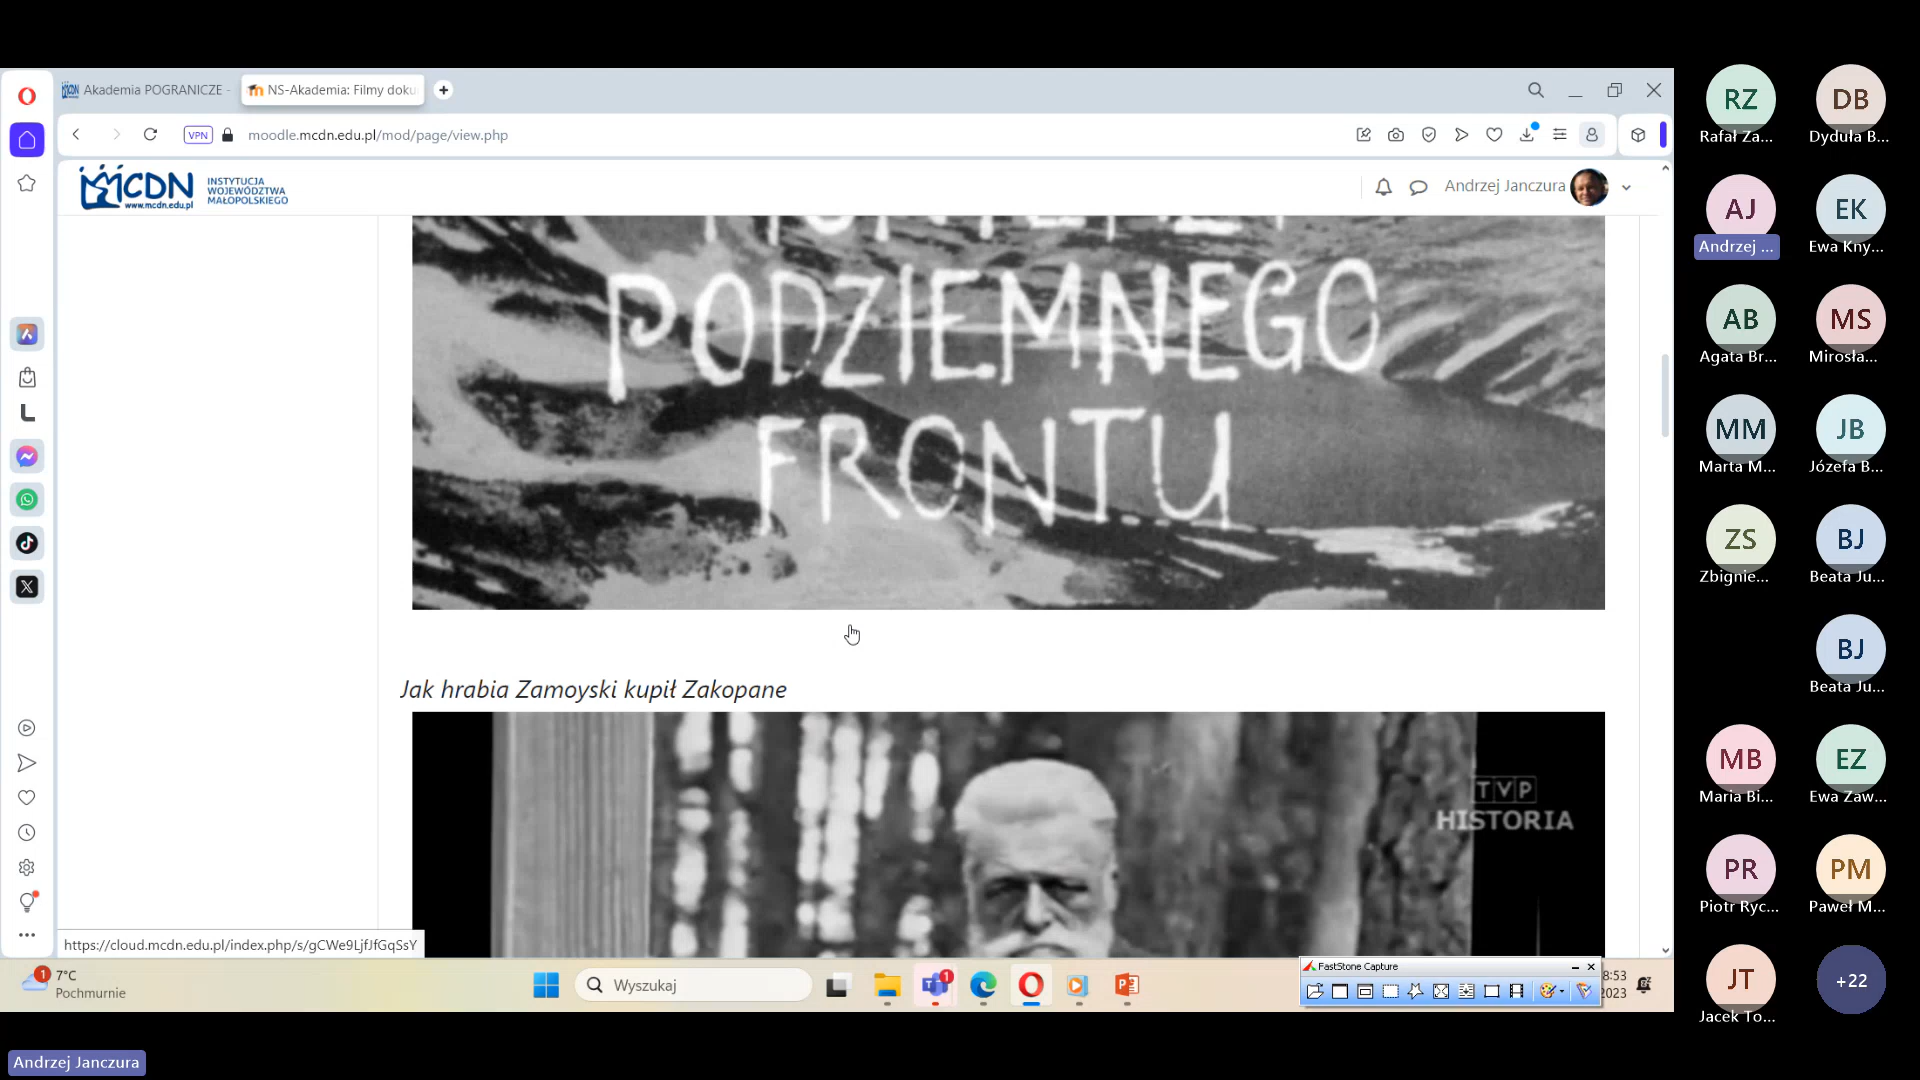 Akademia POGRANICZE -
NS-Akademia: Filmy doku
VPN
moodle.mcdn.edu.pl/mod/page/view.php
MCDN
www.mcdn.edu.pl
INSTYTUCJA
WOJEWÓDZTWA
MAŁOPOLSKIEGO
Andrzej Janczura
PODZIEMNEGO
FRONTU
Jak hrabia Zamoyski kupił Zakopane
TVP
HISTORIA
https://cloud.mcdn.edu.pl/index.php/s/gCWe9LjfJfGqSsY
1
7°C
Pochmurnie
Wyszukaj
1
FastStone Capture
8:53
2023
Andrzej Janczura
RZ
Rafał Za...
DB
Dyduła B...
AJ
Andrzej ...
EK
Ewa Kny...
AB
Agata Br...
MS
Mirosła...
MM
Marta M...
JB
Józefa B...
ZS
Zbignie...
BJ
Beata Ju...
BJ
Beata Ju...
MB
Maria Bi...
EZ
Ewa Zaw...
PR
Piotr Ryc...
PM
Paweł M...
JT
Jacek To...
+22